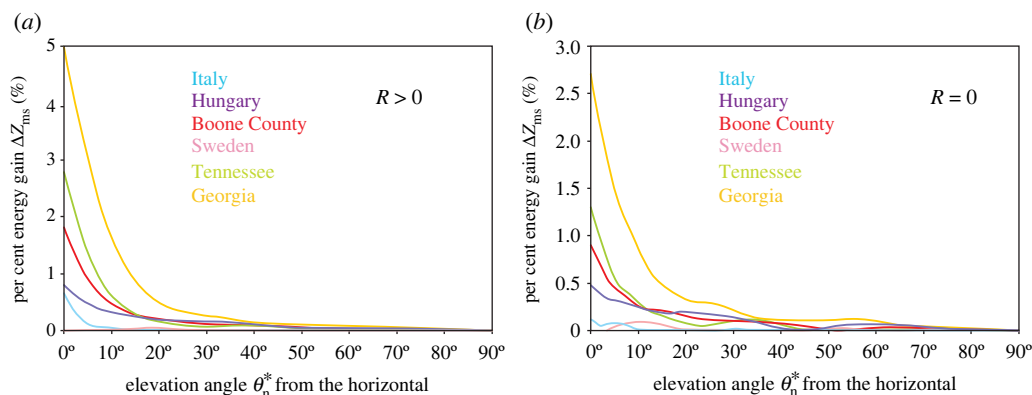 (a)
5
4
3
2
1
0
per cent energy gain ΔZms (%)
Italy
Hungary
Boone County
Sweden
Tennessee
Georgia
R > 0
0º 10º 20º 30º 40º 50º 60º 70º 80º 90º
elevation angle θn* from the horizontal
(b)
3.0
2.5
2.0
1.5
1.0
0.5
0
per cent energy gain ΔZms (%)
Italy
Hungary
Boone County
Sweden
Tennessee
Georgia
R = 0
0º 10º 20º 30º 40º 50º 60º 70º 80º 90º
elevation angle θn* from the horizontal